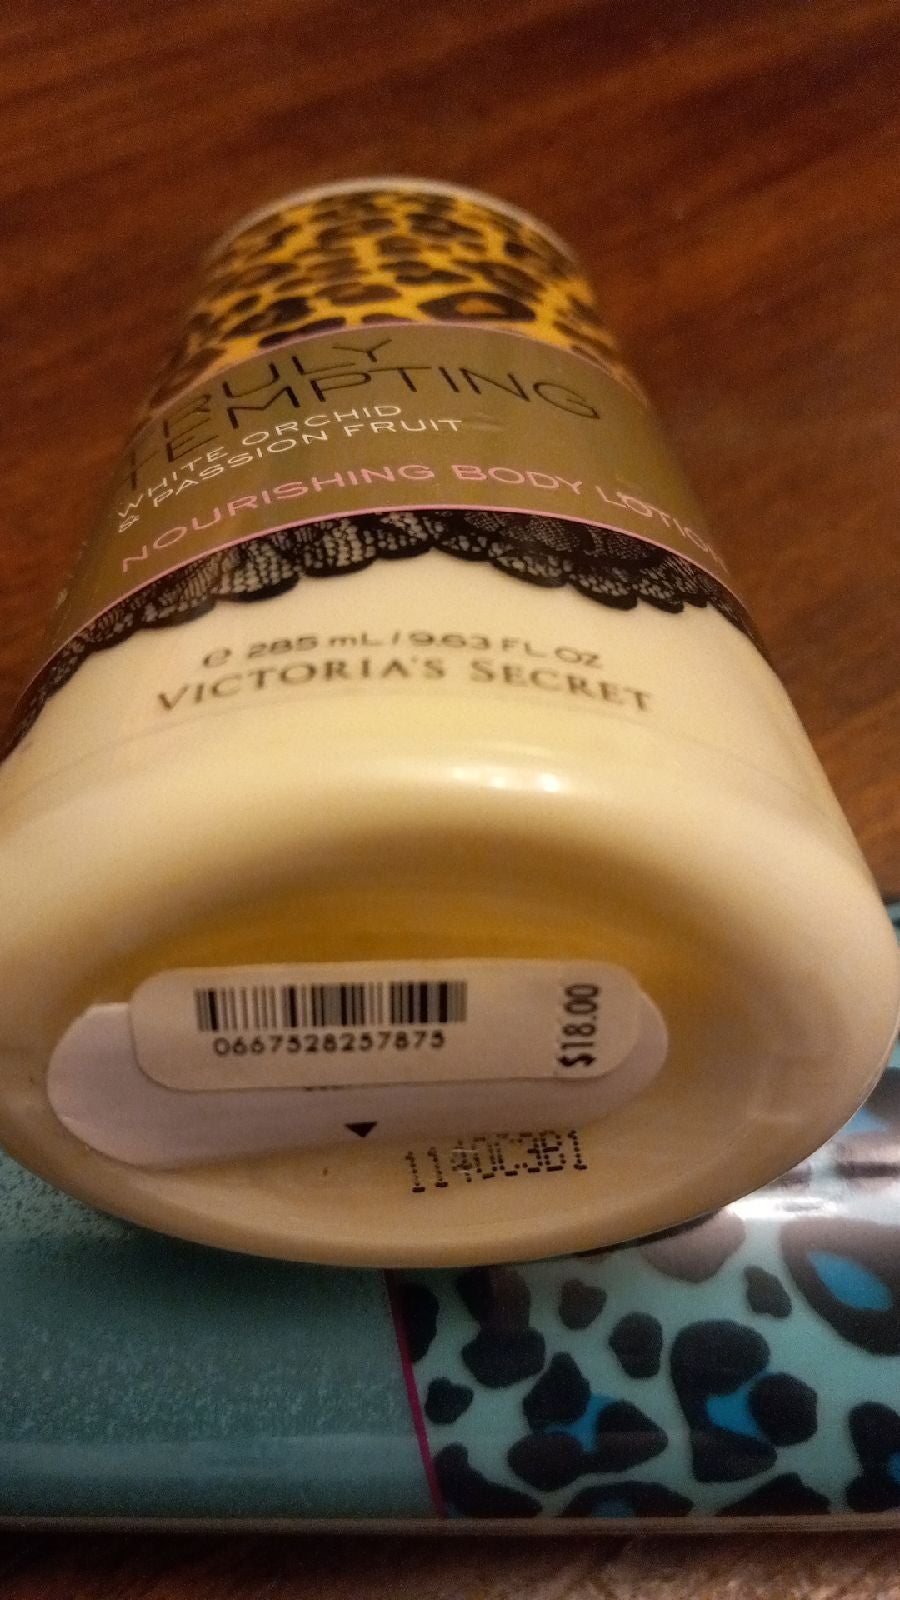 TRULY
TEMPTING
WHITE ORCHID
& PASSION FRUIT
NOURISHING BODY LOTION
e 285 mL / 9.63 FL OZ
VICTORIA'S SECRET
0667528257875
$18.00
1140C3B1